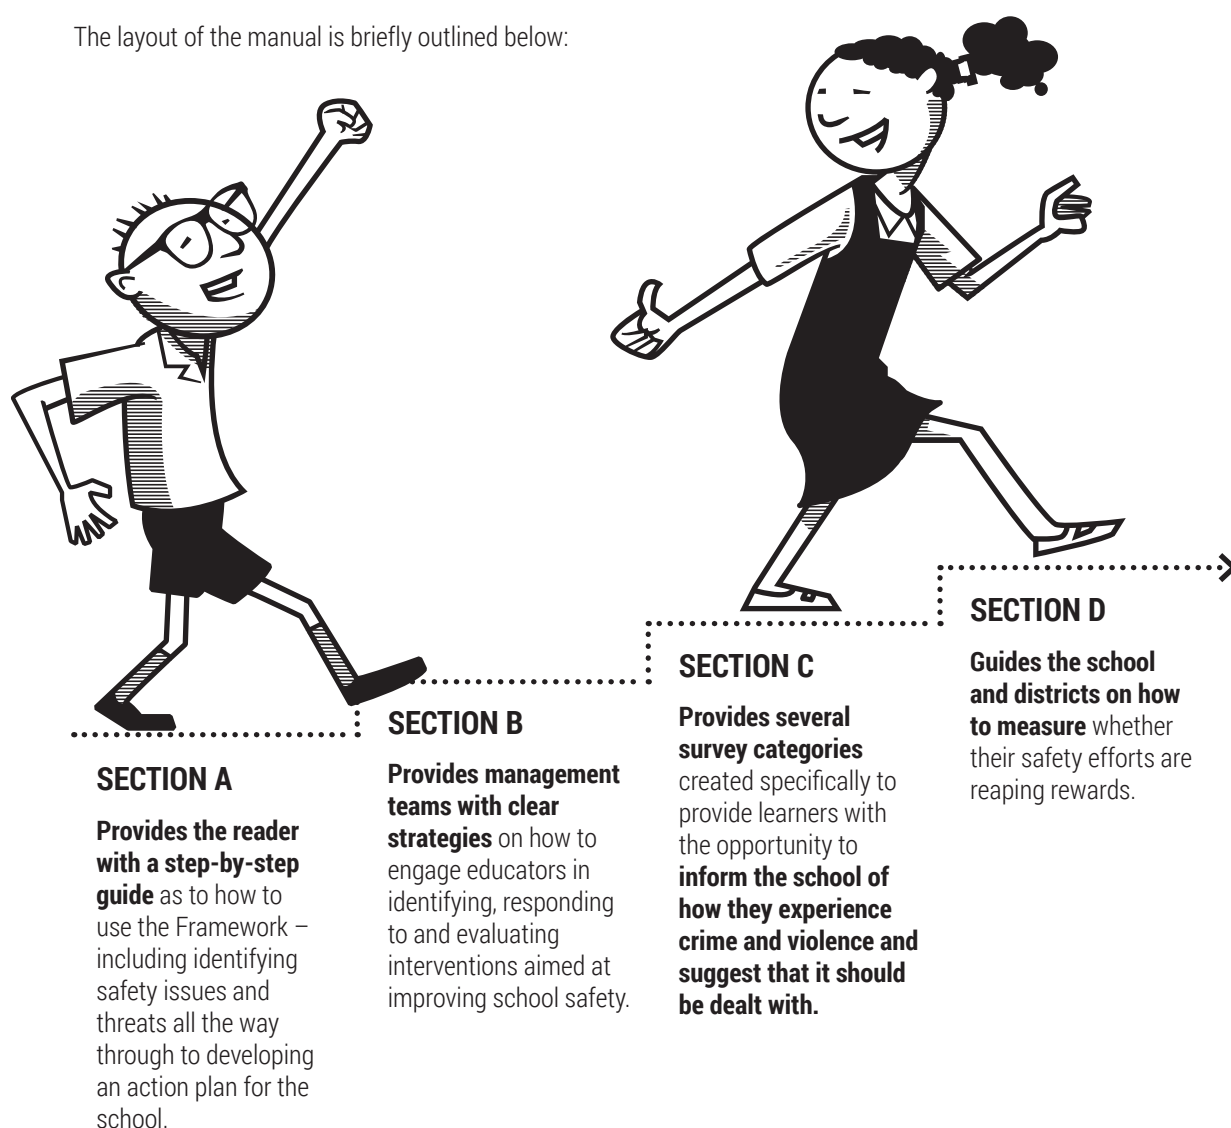 The layout of the manual is briefly outlined below:
SECTION A
Provides the reader
with a step-by-step
guide as to how to
use the Framework –
including identifying
safety issues and
threats all the way
through to developing
an action plan for the
school.
SECTION B
Provides management
teams with clear
strategies on how to
engage educators in
identifying, responding
to and evaluating
interventions aimed at
improving school safety.
SECTION C
Provides several
survey categories
created specifically to
provide learners with
the opportunity to
inform the school of
how they experience
crime and violence and
suggest that it should
be dealt with.
SECTION D
Guides the school
and districts on how
to measure whether
their safety efforts are
reaping rewards.